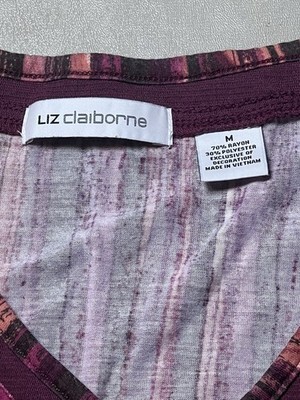 LIZ claiborne
M
70% RAYON
30% POLYESTER
EXCLUSIVE OF
DECORATION
MADE IN VIETNAM